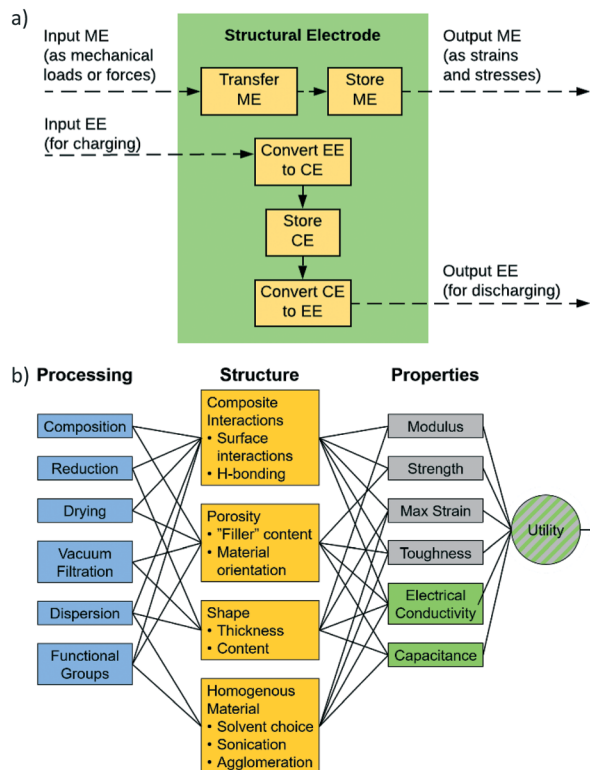 a)
Input ME
(as mechanical
loads or forces)
Structural Electrode
Output ME
(as strains
and stresses)
Transfer
ME
Store
ME
Input EE
(for charging)
Convert EE
to CE
Store
CE
Convert CE
to EE
Output EE
(for discharging)
b) Processing
Structure
Properties
Composition
Reduction
Drying
Vacuum
Filtration
Dispersion
Functional
Groups
Composite
Interactions
• Surface
interactions
• H-bonding
Porosity
• "Filler" content
• Material
orientation
Shape
• Thickness
• Content
Homogenous
Material
• Solvent choice
• Sonication
• Agglomeration
Modulus
Strength
Max Strain
Toughness
Electrical
Conductivity
Capacitance
Utility